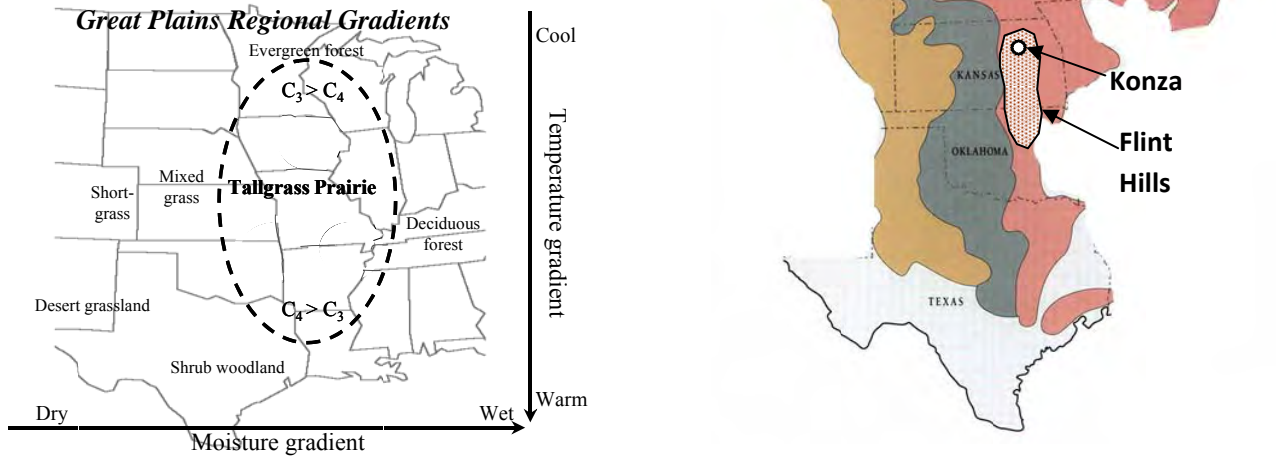 Great Plains Regional Gradients
Evergreen forest
C₃ > C₄
Tallgrass Prairie
Mixed
grass
Short-
grass
Deciduous
forest
Desert grassland
C₄ > C₃
Shrub woodland
Dry
Wet
Moisture gradient
Cool
Temperature gradient
Warm
KANSAS
OKLAHOMA
TEXAS
Konza
Flint
Hills